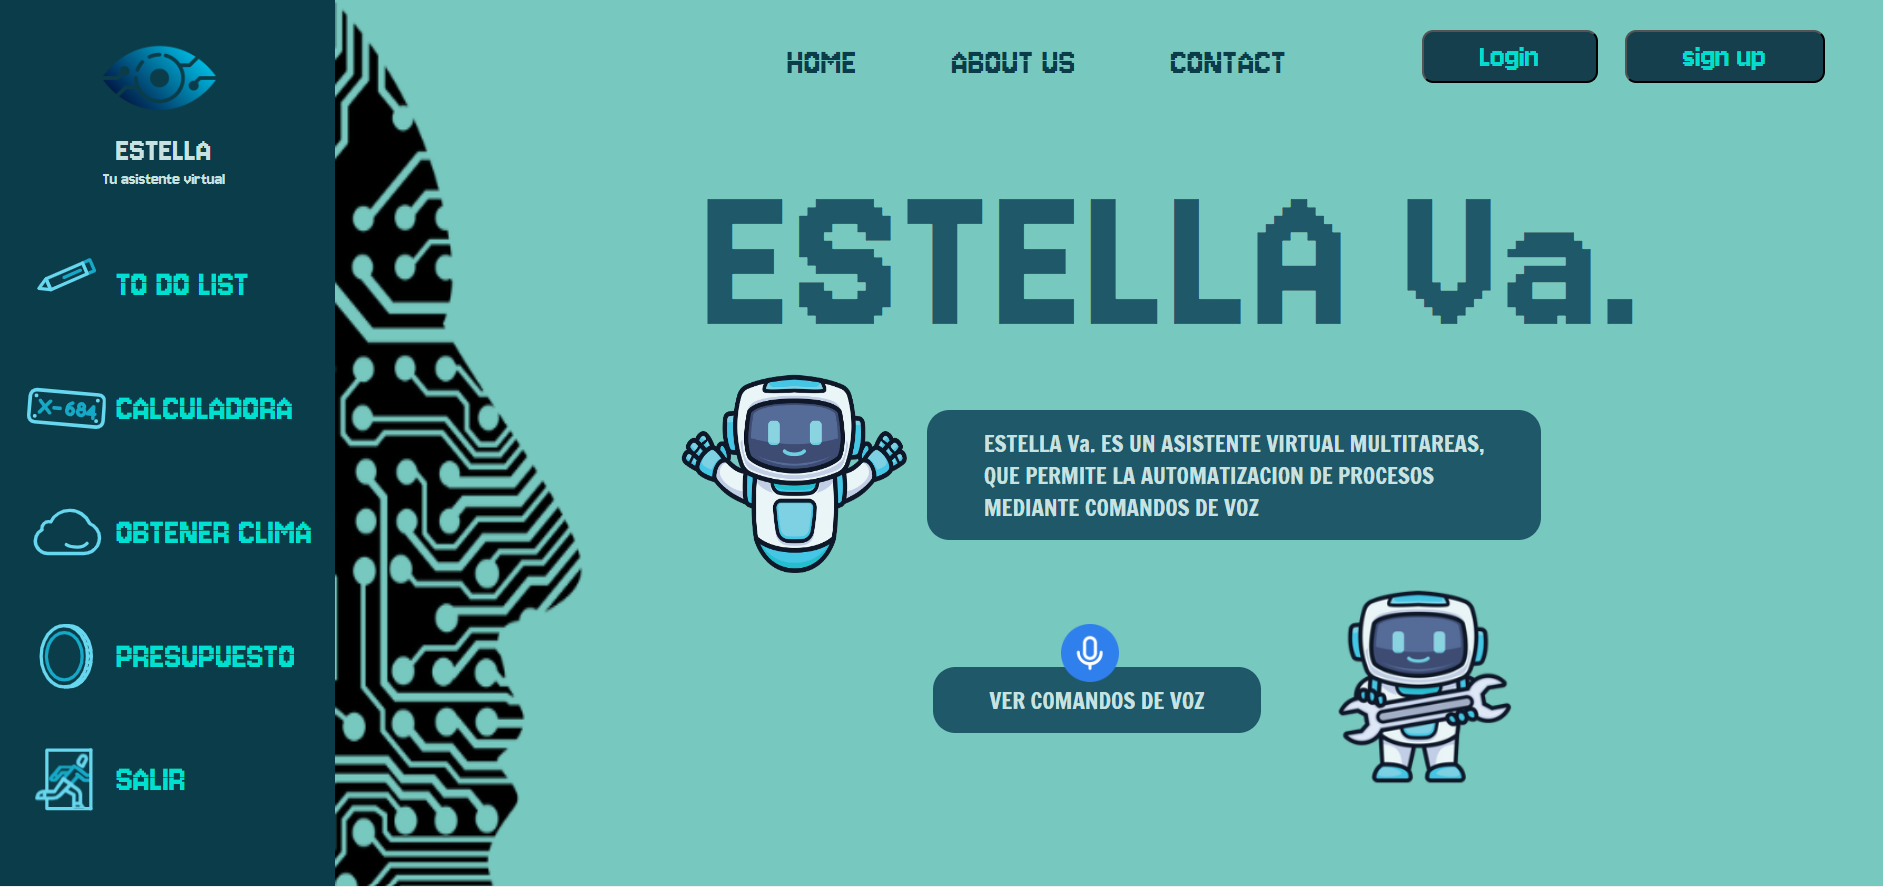 ESTELLA
Tu asistente virtual
TO DO LIST
X-684
CALCULADORA
OBTENER CLIMA
PRESUPUESTO
SALIR
HOME
ABOUT US
CONTACT
Login
sign up
ESTELLA Va.
ESTELLA Va. ES UN ASISTENTE VIRTUAL MULTITAREAS,
QUE PERMITE LA AUTOMATIZACION DE PROCESOS
MEDIANTE COMANDOS DE VOZ
VER COMANDOS DE VOZ